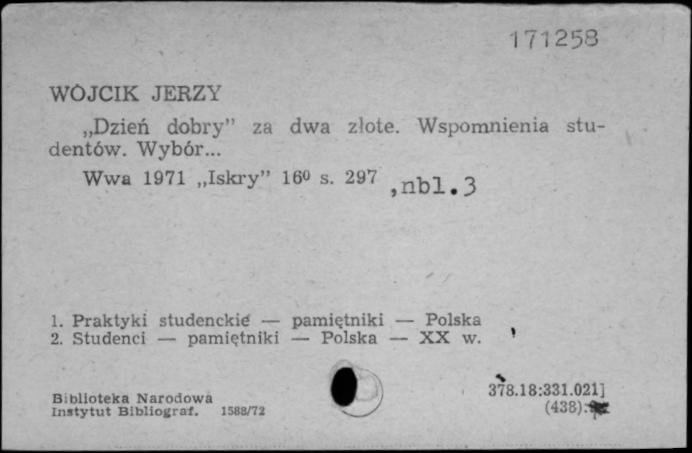 171258
WÓJCIK JERZY
„Dzień dobry” za dwa złote. Wspomnienia stu-
dentów. Wybór...
Wwa 1971 „Iskry” 16⁰ s. 297 ,nbl.3
1. Praktyki studenckie — pamiętniki — Polska
2. Studenci — pamiętniki — Polska — XX w.
Biblioteka Narodowa
Instytut Bibliograf. 1588/72
378.18:331.021]
(438):